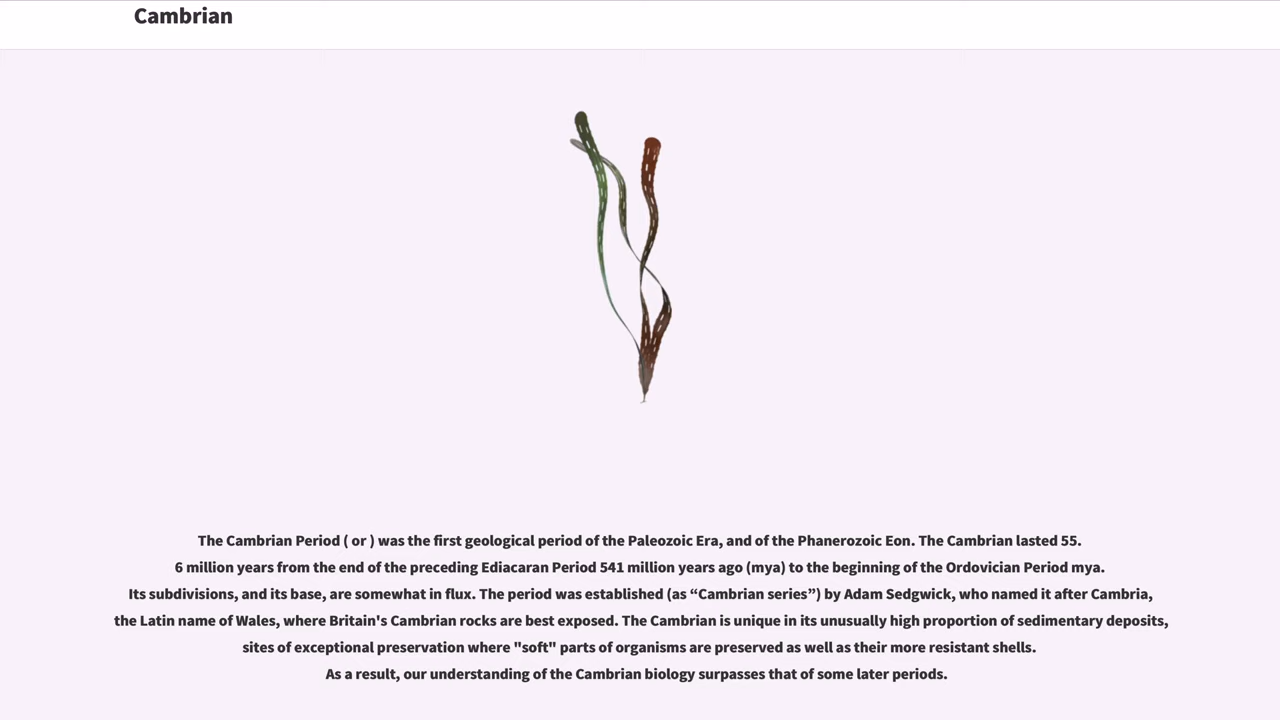 Cambrian
The Cambrian Period ( or ) was the first geological period of the Paleozoic Era, and of the Phanerozoic Eon. The Cambrian lasted 55.
6 million years from the end of the preceding Ediacaran Period 541 million years ago (mya) to the beginning of the Ordovician Period mya.
Its subdivisions, and its base, are somewhat in flux. The period was established (as “Cambrian series”) by Adam Sedgwick, who named it after Cambria,
the Latin name of Wales, where Britain's Cambrian rocks are best exposed. The Cambrian is unique in its unusually high proportion of sedimentary deposits,
sites of exceptional preservation where "soft" parts of organisms are preserved as well as their more resistant shells.
As a result, our understanding of the Cambrian biology surpasses that of some later periods.